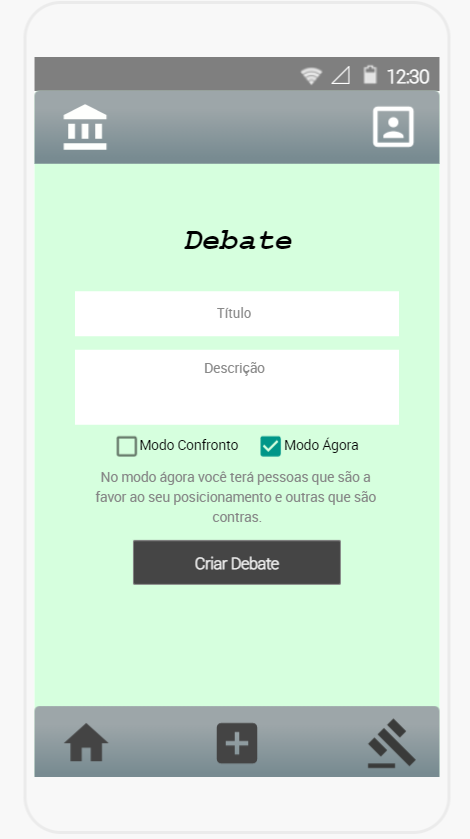 12:30
Debate
Título
Descrição
Modo Confronto Modo Ágora
No modo ágora você terá pessoas que são a
favor ao seu posicionamento e outras que são
contras.
Criar Debate